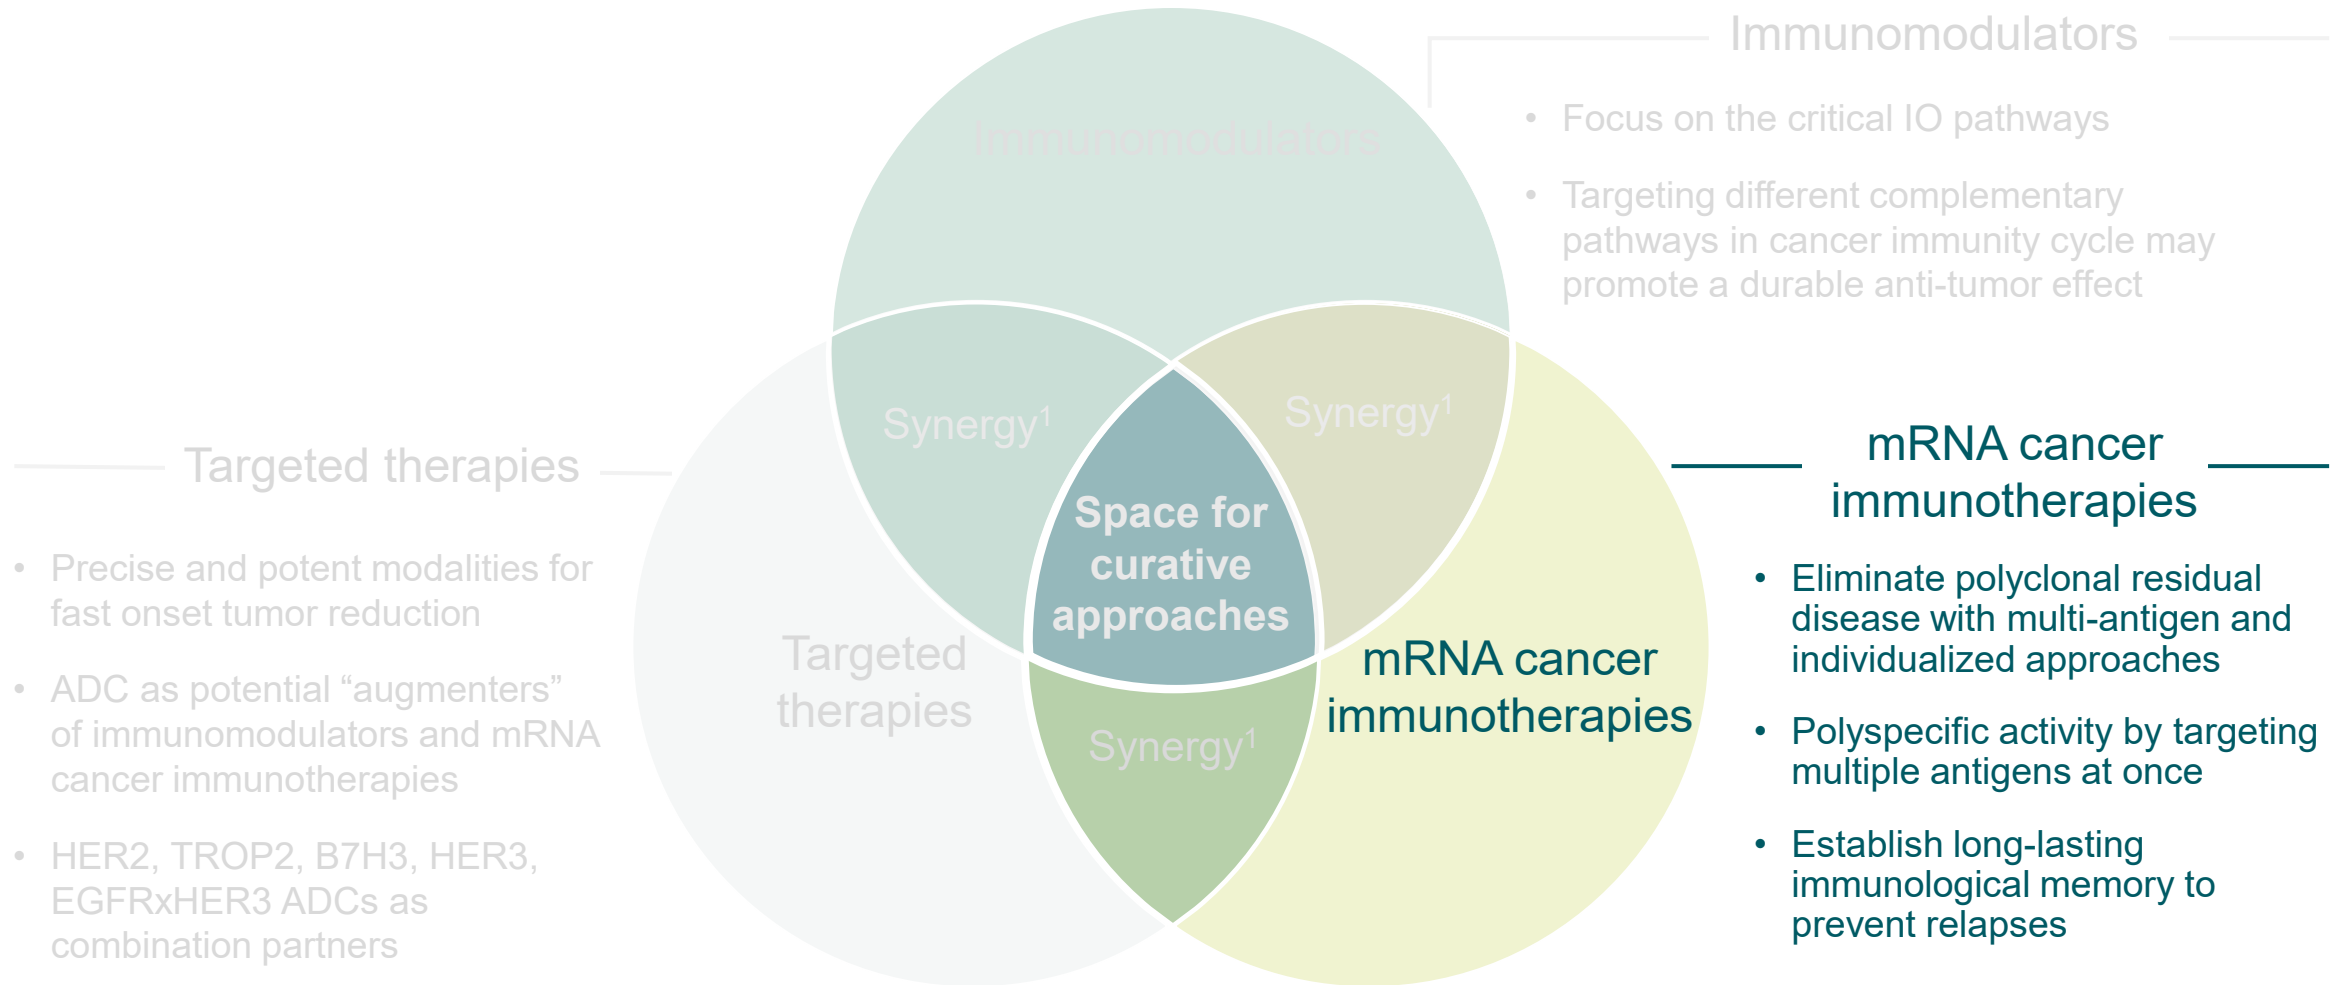 Immunomodulators
• Focus on the critical IO pathways
• Targeting different complementary
pathways in cancer immunity cycle may
promote a durable anti-tumor effect
Immunomodulators
Synergy¹
Synergy¹
Space for
curative
approaches
Targeted
therapies
mRNA cancer
immunotherapies
Synergy¹
Targeted therapies
• Precise and potent modalities for
fast onset tumor reduction
• ADC as potential “augmenters”
of immunomodulators and mRNA
cancer immunotherapies
• HER2, TROP2, B7H3, HER3,
EGFRxHER3 ADCs as
combination partners
mRNA cancer
immunotherapies
• Eliminate polyclonal residual
disease with multi-antigen and
individualized approaches
• Polyspecific activity by targeting
multiple antigens at once
• Establish long-lasting
immunological memory to
prevent relapses